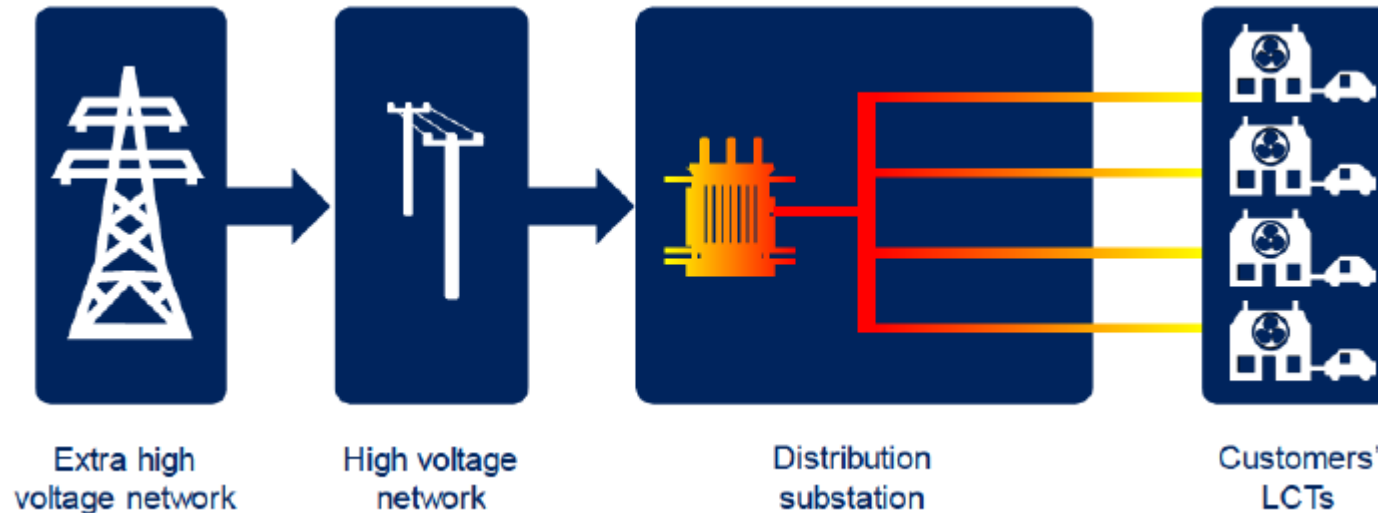 Extra high
voltage network
High voltage
network
Distribution
substation
Customers'
LCTs